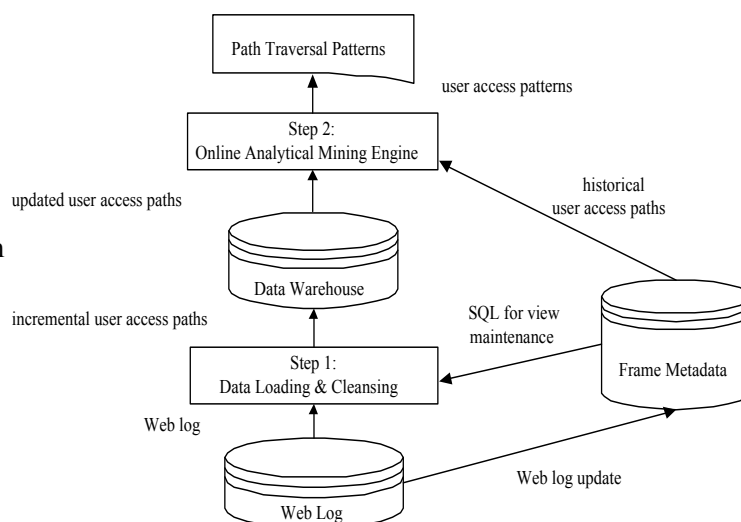 Path Traversal Patterns
user access patterns
Step 2:
Online Analytical Mining Engine
historical
user access paths
updated user access paths
n
Data Warehouse
incremental user access paths
SQL for view
maintenance
Step 1:
Data Loading & Cleansing
Frame Metadata
Web log
Web log update
Web Log